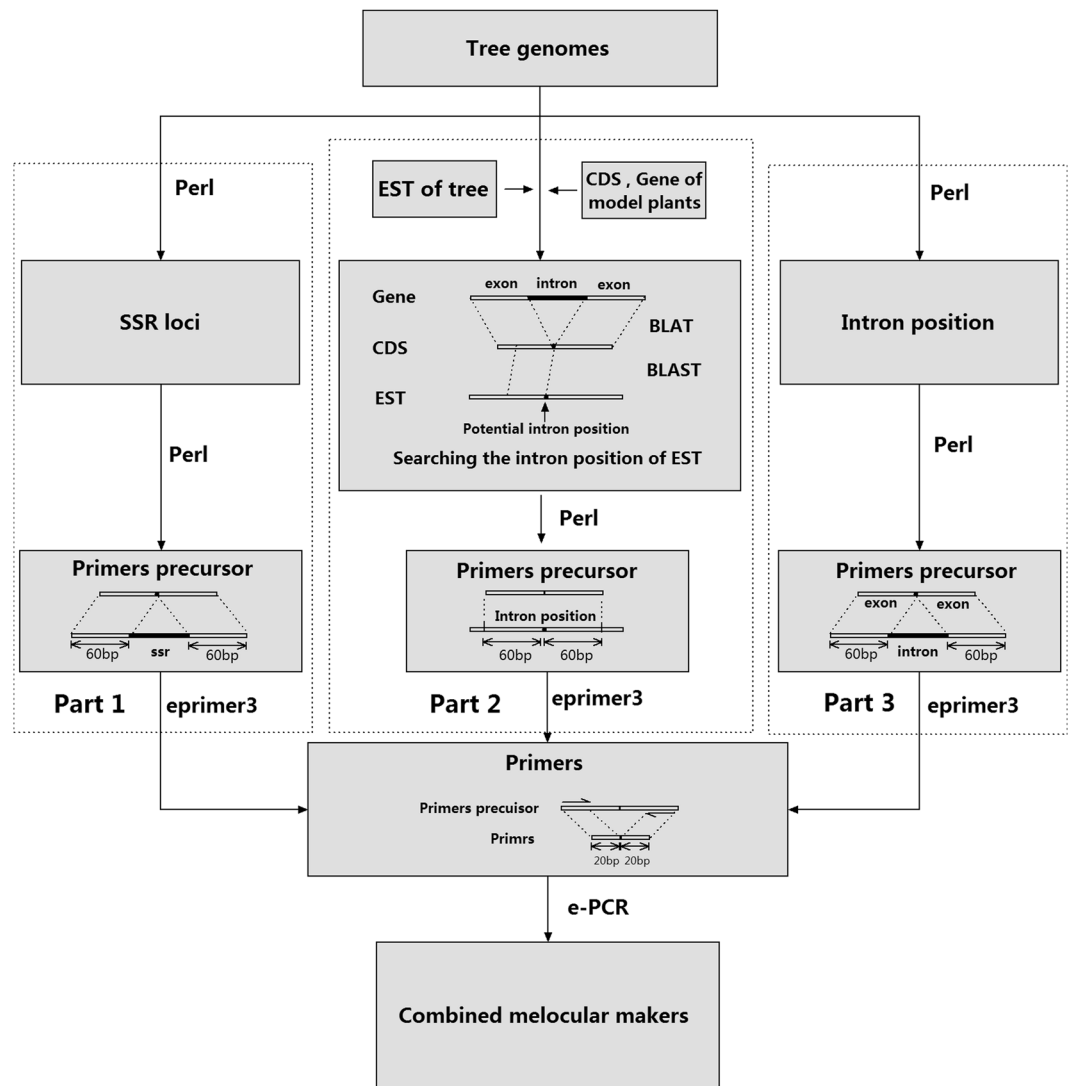 Tree genomes
Perl
EST of tree
CDS , Gene of
model plants
Perl
SSR loci
exon intron exon
Gene
BLAT
CDS
BLAST
EST
Potential intron position
Searching the intron position of EST
Intron position
Perl
Perl
Perl
Primers precursor
60bp
ssr
60bp
Primers precursor
Intron position
60bp
60bp
Primers precursor
exon
exon
60bp
intron
60bp
Part 1
eprimer3
Part 2
eprimer3
Part 3
eprimer3
Primers
Primers precuisor
Primrs
20bp
20bp
e-PCR
Combined melocular makers